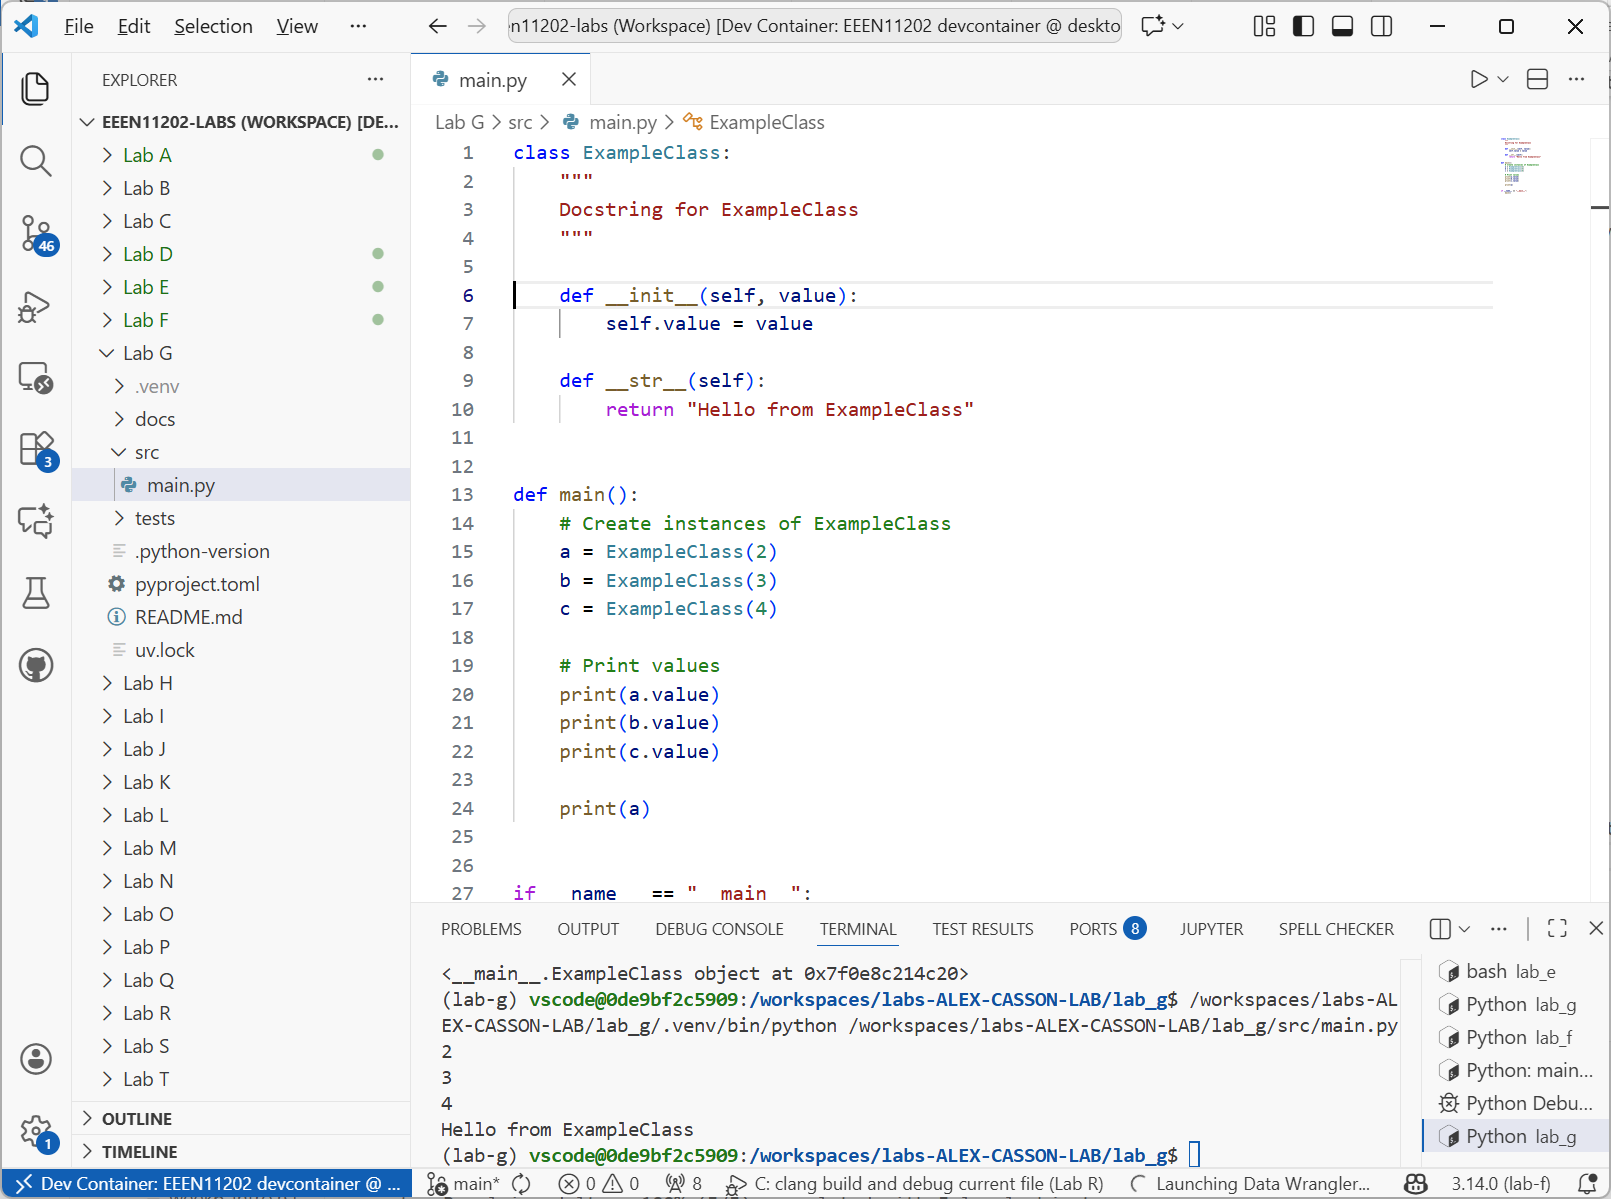 File Edit Selection View ···
n11202-labs (Workspace) [Dev Container: EEEN11202 devcontainer @ deskto
EXPLORER
EEEN11202-LABS (WORKSPACE) [DE...
Lab A
Lab B
Lab C
Lab D
Lab E
Lab F
Lab G
.venv
docs
src
main.py
tests
.python-version
pyproject.toml
README.md
uv.lock
Lab H
Lab I
Lab J
Lab K
Lab L
Lab M
Lab N
Lab O
Lab P
Lab Q
Lab R
Lab S
Lab T
OUTLINE
TIMELINE
46
3
1
main.py
Lab G > src > main.py > ExampleClass
1 class ExampleClass:
2 """
3 Docstring for ExampleClass
4 """
5
6 def __init__(self, value):
7 self.value = value
8
9 def __str__(self):
10 return "Hello from ExampleClass"
11
12
13 def main():
14 # Create instances of ExampleClass
15 a = ExampleClass(2)
16 b = ExampleClass(3)
17 c = ExampleClass(4)
18
19 # Print values
20 print(a.value)
21 print(b.value)
22 print(c.value)
23
24 print(a)
25
26
27 if __name__ == "__main__":
PROBLEMS OUTPUT DEBUG CONSOLE TERMINAL TEST RESULTS PORTS 8 JUPYTER SPELL CHECKER
<__main__.ExampleClass object at 0x7f0e8c214c20>
(lab-g) vscode@0de9bf2c5909:/workspaces/labs-ALEX-CASSON-LAB/lab_g$ /workspaces/labs-AL
EX-CASSON-LAB/lab_g/.venv/bin/python /workspaces/labs-ALEX-CASSON-LAB/lab_g/src/main.py
2
3
4
Hello from ExampleClass
(lab-g) vscode@0de9bf2c5909:/workspaces/labs-ALEX-CASSON-LAB/lab_g$
bash lab_e
Python lab_g
Python lab_f
Python: main...
Python Debu...
Python lab_g
Dev Container: EEEN11202 devcontainer @ ... main* 0 0 8 C: clang build and debug current file (Lab R) Launching Data Wrangler... 3.14.0 (lab-f)